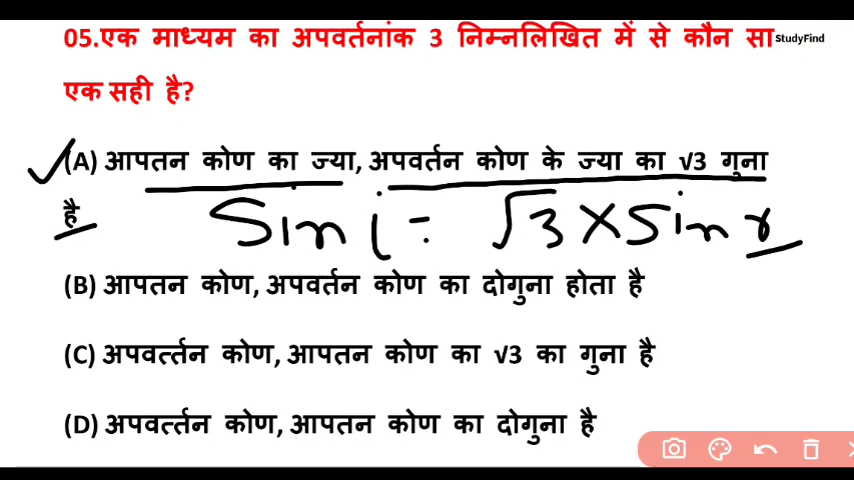 05.एक माध्यम का अपवर्तनांक 3 निम्नलिखित में से कौन सा
StudyFind
एक सही है?
(A) आपतन कोण का ज्या, अपवर्तन कोण के ज्या का √3 गुना
है
Sin i = √3 × Sin r
(B) आपतन कोण, अपवर्तन कोण का दोगुना होता है
(C) अपवर्त्तन कोण, आपतन कोण का √3 का गुना है
(D) अपवर्त्तन कोण, आपतन कोण का दोगुना है